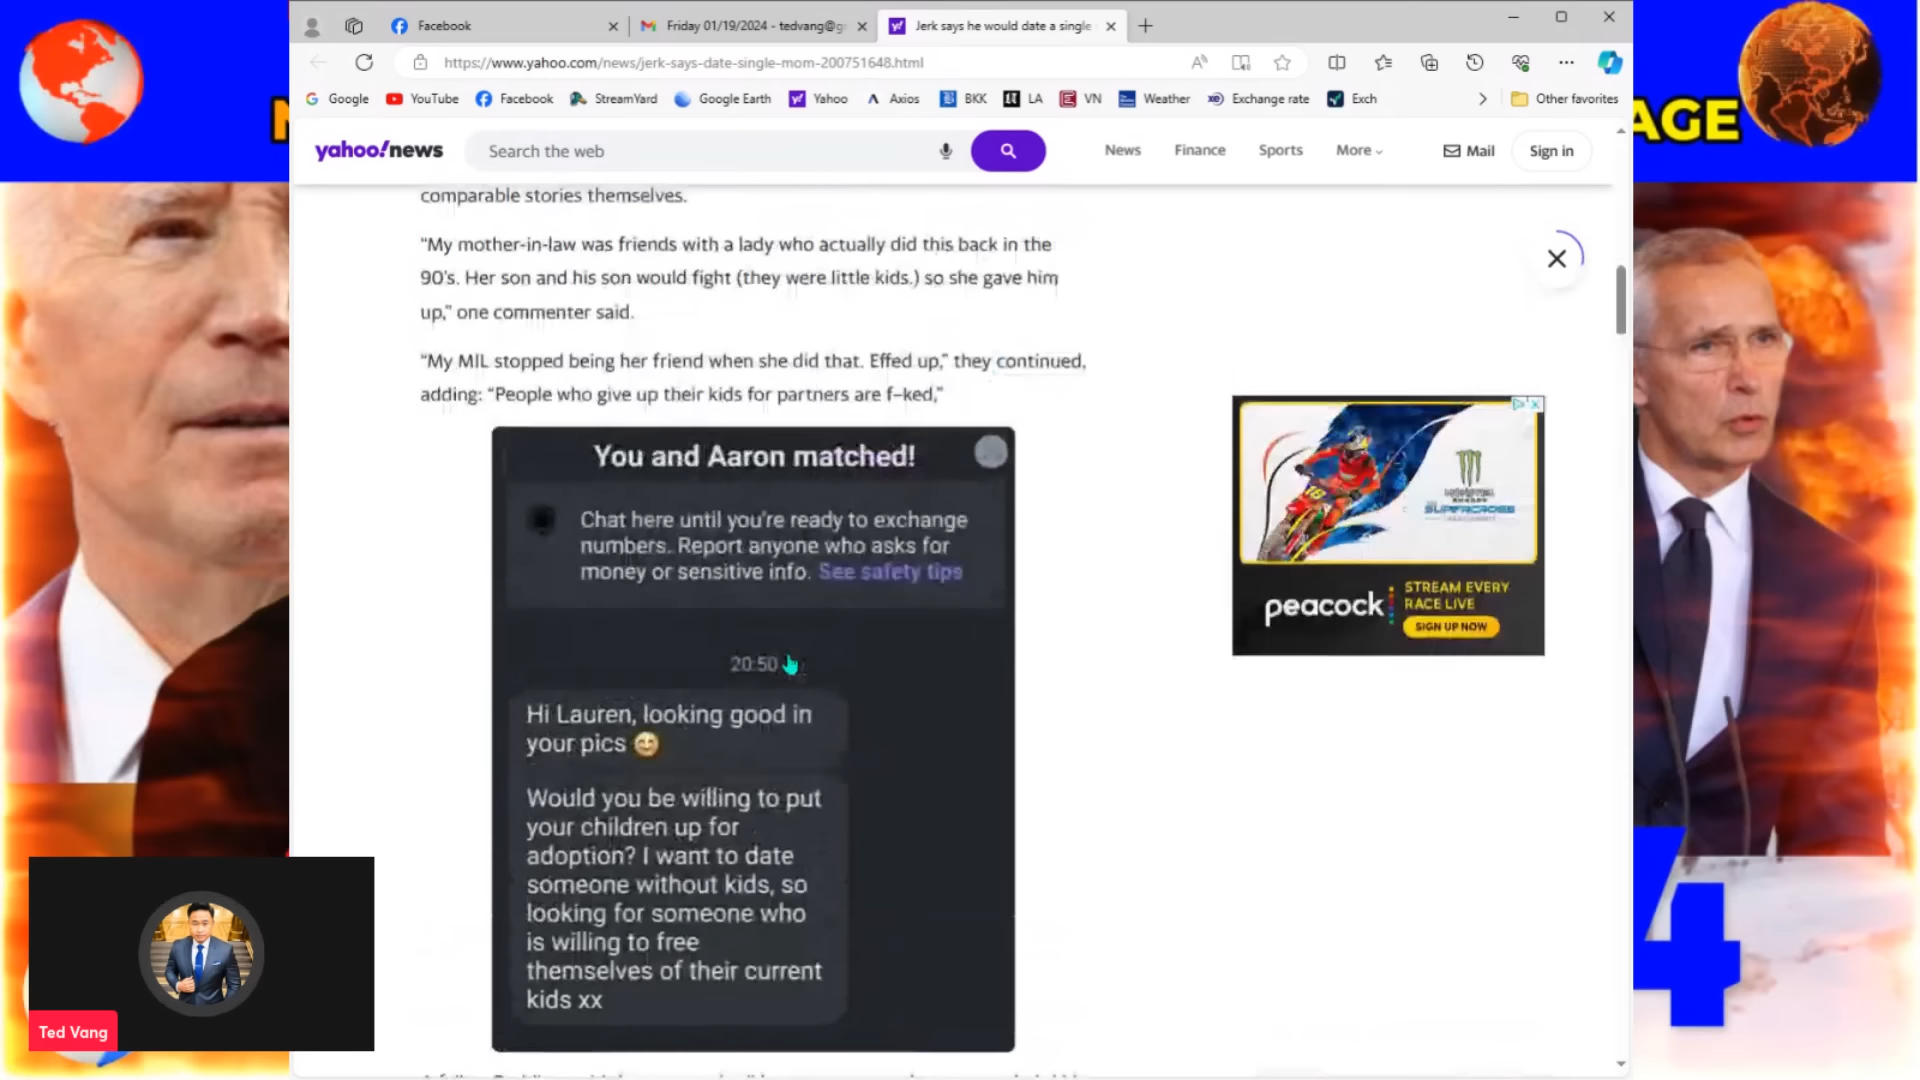 Facebook
Friday 01/19/2024 - tedvang@g
Jerk says he would date a single
https://www.yahoo.com/news/jerk-says-date-single-mom-200751648.html
Google
YouTube
Facebook
StreamYard
Google Earth
Yahoo
Axios
BKK
LA
VN
Weather
Exchange rate
Exch
Other favorites
AGE
yahoo!news
Search the web
News
Finance
Sports
More
Mail
Sign in
comparable stories themselves.
“My mother-in-law was friends with a lady who actually did this back in the
90’s. Her son and his son would fight (they were little kids.) so she gave him
up,” one commenter said.
“My MIL stopped being her friend when she did that. Effed up,” they continued,
adding: “People who give up their kids for partners are f–ked,”
You and Aaron matched!
Chat here until you're ready to exchange
numbers. Report anyone who asks for
money or sensitive info. See safety tips
20:50
Hi Lauren, looking good in
your pics 😊
Would you be willing to put
your children up for
adoption? I want to date
someone without kids, so
looking for someone who
is willing to free
themselves of their current
kids xx
SUPERCROSS
peacock
STREAM EVERY
RACE LIVE
SIGN UP NOW
4
Ted Vang